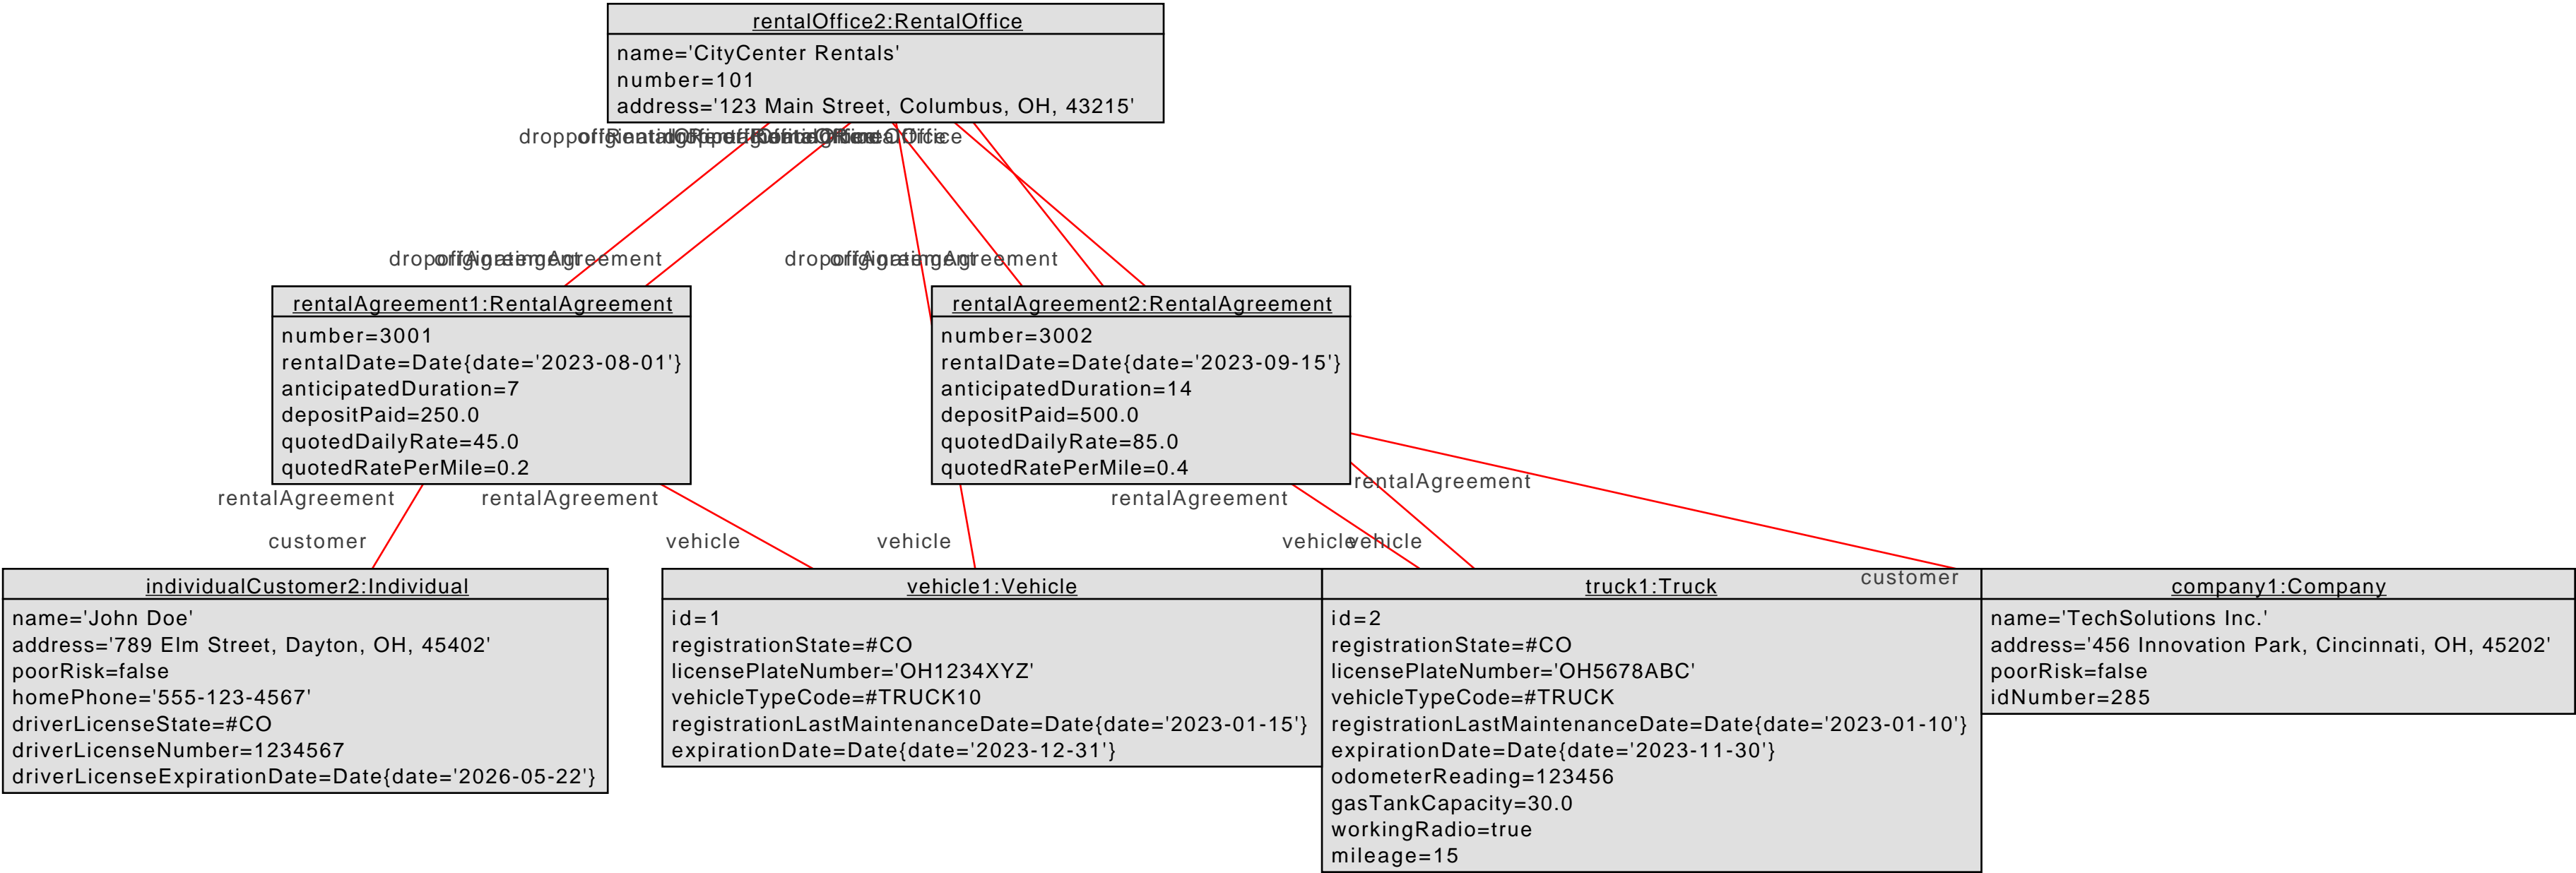 rentalOffice2:RentalOffice
name='CityCenter Rentals'
number=101
address='123 Main Street, Columbus, OH, 43215'
rentalAgreement1:RentalAgreement
number=3001
rentalDate=Date{date='2023-08-01'}
anticipatedDuration=7
depositPaid=250.0
quotedDailyRate=45.0
quotedRatePerMile=0.2
rentalAgreement2:RentalAgreement
number=3002
rentalDate=Date{date='2023-09-15'}
anticipatedDuration=14
depositPaid=500.0
quotedDailyRate=85.0
quotedRatePerMile=0.4
rentalAgreement
rentalAgreement
rentalAgreement
rentalAgreement
customer
vehicle
vehicle
vehicle
vehicle
customer
individualCustomer2:Individual
name='John Doe'
address='789 Elm Street, Dayton, OH, 45402'
poorRisk=false
homePhone='555-123-4567'
driverLicenseState=#CO
driverLicenseNumber=1234567
driverLicenseExpirationDate=Date{date='2026-05-22'}
vehicle1:Vehicle
id=1
registrationState=#CO
licensePlateNumber='OH1234XYZ'
vehicleTypeCode=#TRUCK10
registrationLastMaintenanceDate=Date{date='2023-01-15'}
expirationDate=Date{date='2023-12-31'}
truck1:Truck
id=2
registrationState=#CO
licensePlateNumber='OH5678ABC'
vehicleTypeCode=#TRUCK
registrationLastMaintenanceDate=Date{date='2023-01-10'}
expirationDate=Date{date='2023-11-30'}
odometerReading=123456
gasTankCapacity=30.0
workingRadio=true
mileage=15
company1:Company
name='TechSolutions Inc.'
address='456 Innovation Park, Cincinnati, OH, 45202'
poorRisk=false
idNumber=285